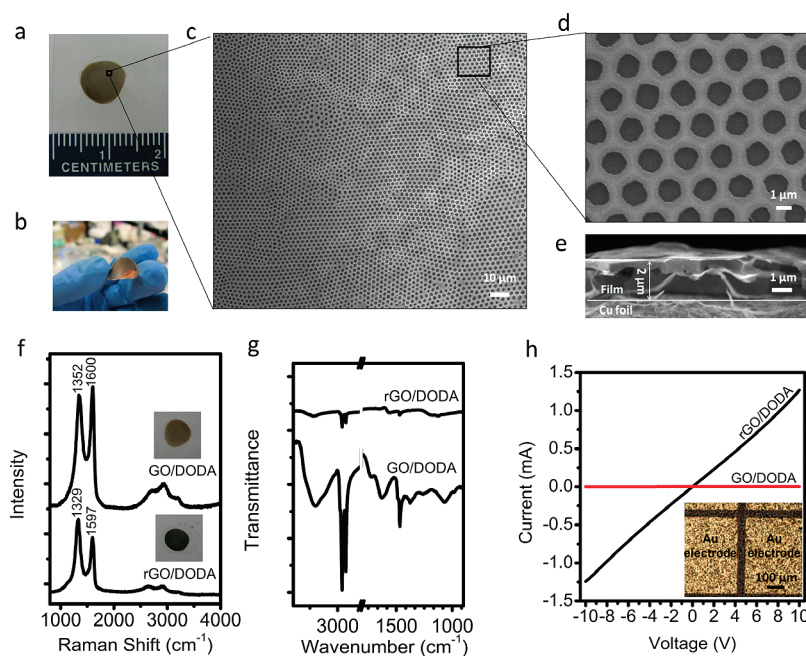 a
1 2
CENTIMETERS
b
c
10 μm
d
1 μm
e
2 μm
1 μm
Film
Cu foil
f
1352
1600
GO/DODA
1329
1597
rGO/DODA
Intensity
1000 2000 3000 4000
Raman Shift (cm⁻¹)
g
rGO/DODA
GO/DODA
Transmittance
3000 1500 1000
Wavenumber (cm⁻¹)
h
1.5
1.0
0.5
0.0
-0.5
-1.0
-1.5
Current (mA)
rGO/DODA
GO/DODA
Au Au
electrode electrode
100 μm
-10 -8 -6 -4 -2 0 2 4 6 8 10
Voltage (V)